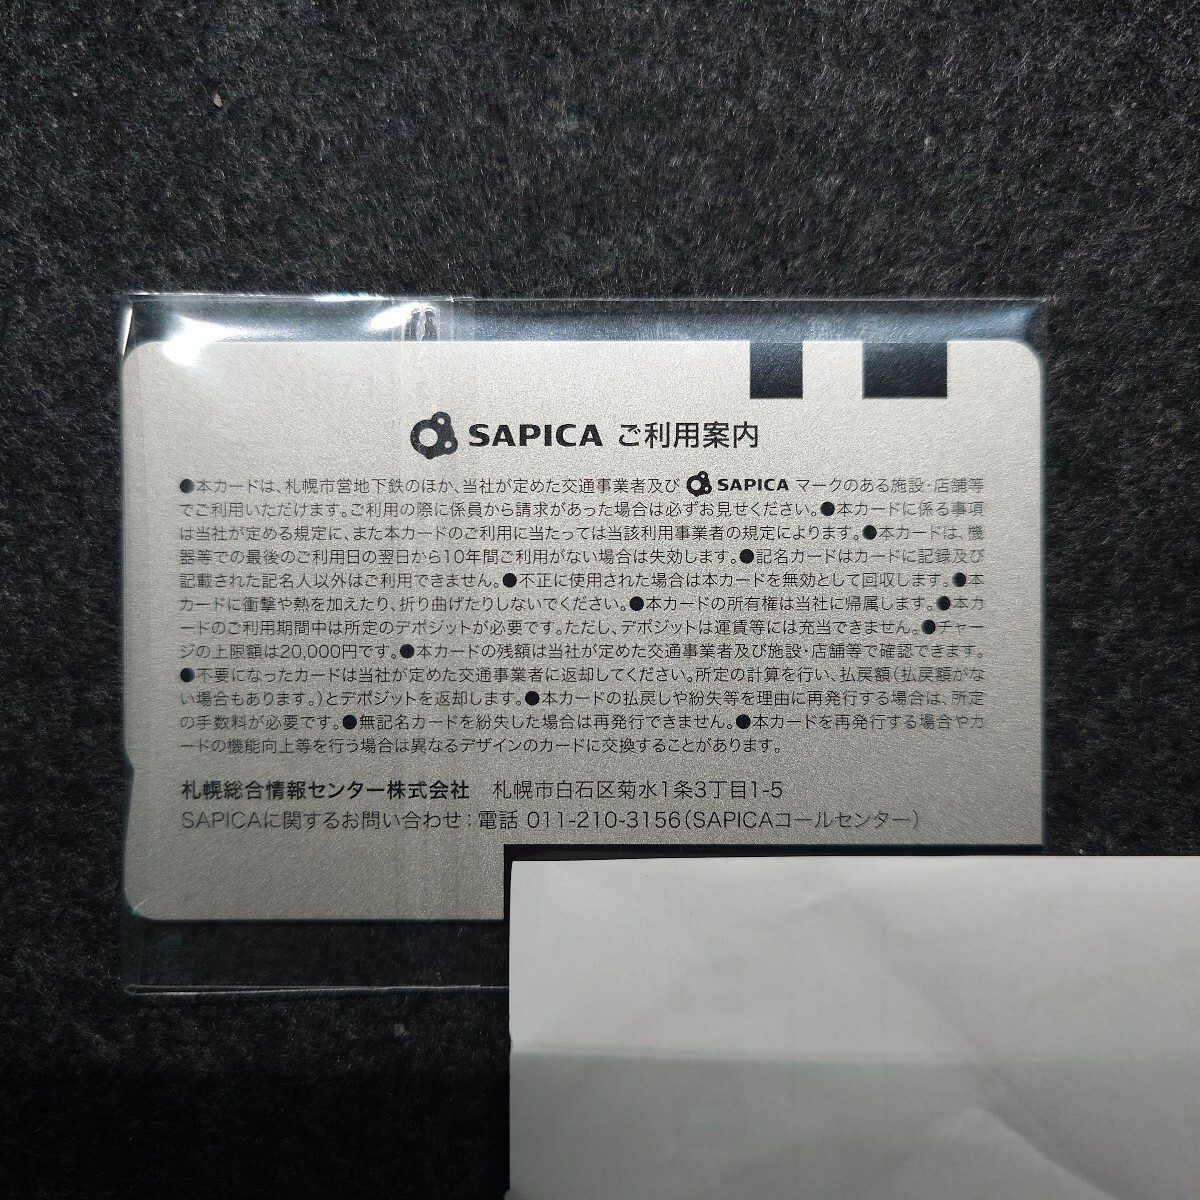 SAPICA ご利用案内
●本カードは、札幌市営地下鉄のほか、当社が定めた交通事業者及び SAPICA マークのある施設・店舗等
でご利用いただけます。ご利用の際に係員から請求があった場合は必ずお見せください。●本カードに係る事項
は当社が定める規定に、また本カードのご利用に当たっては当該利用事業者の規定によります。●本カードは、機
器等での最後のご利用日の翌日から10年間ご利用がない場合は失効します。●記名カードはカードに記録及び
記載された記名人以外はご利用できません。●不正に使用された場合は本カードを無効として回収します。●本
カードに衝撃や熱を加えたり、折り曲げたりしないでください。●本カードの所有権は当社に帰属します。●本カ
ードのご利用期間中は所定のデポジットが必要です。ただし、デポジットは運賃等には充当できません。●チャー
ジの上限額は20,000円です。●本カードの残額は当社が定めた交通事業者及び施設・店舗等で確認できます。
●不要になったカードは当社が定めた交通事業者に返却してください。所定の計算を行い、払戻額(払戻額がな
い場合もあります。)とデポジットを返却します。●本カードの払戻しや紛失等を理由に再発行する場合は、所定
の手数料が必要です。●無記名カードを紛失した場合は再発行できません。●本カードを再発行する場合やカ
ードの機能向上等を行う場合は異なるデザインのカードに交換することがあります。
札幌総合情報センター株式会社 札幌市白石区菊水1条3丁目1-5
SAPICAに関するお問い合わせ：電話 011-210-3156(SAPICAコールセンター)